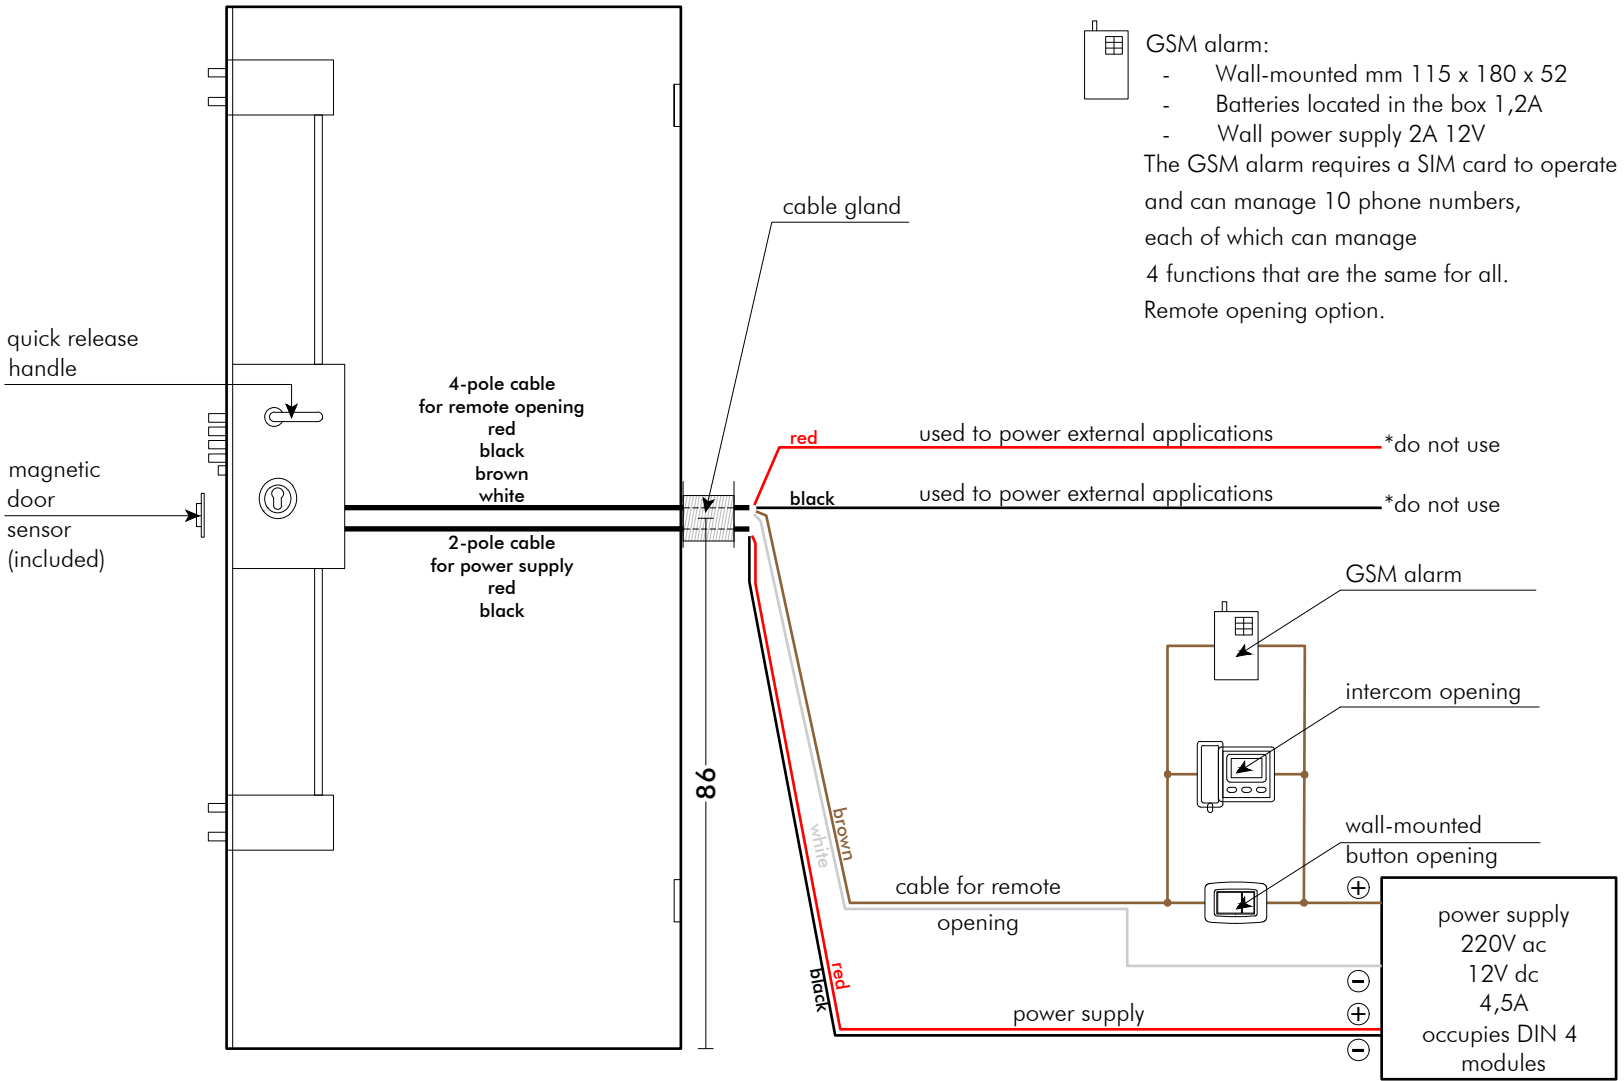 GSM alarm:
- Wall-mounted mm 115 x 180 x 52
- Batteries located in the box 1,2A
- Wall power supply 2A 12V
The GSM alarm requires a SIM card to operate
and can manage 10 phone numbers,
each of which can manage
4 functions that are the same for all.
Remote opening option.
cable gland
quick release
handle
magnetic
door
sensor
(included)
4-pole cable
for remote opening
red
black
brown
white
2-pole cable
for power supply
red
black
red
used to power external applications
*do not use
black
used to power external applications
*do not use
GSM alarm
intercom opening
wall-mounted
button opening
98
brown
white
cable for remote
opening
red
black
power supply
+
-
+
-
power supply
220V ac
12V dc
4,5A
occupies DIN 4
modules